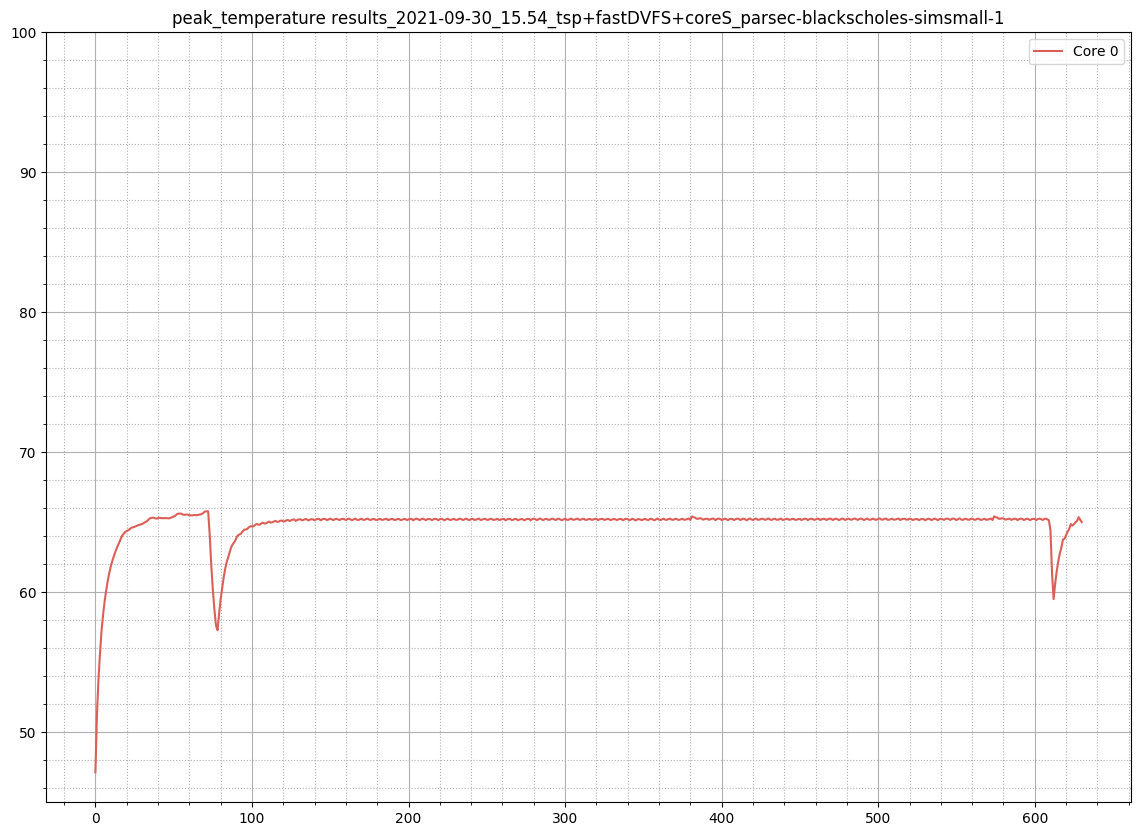 peak_temperature results_2021-09-30_15.54_tsp+fastDVFS+coreS_parsec-blackscholes-simsmall-1
Core 0
100
90
80
70
60
50
0 100 200 300 400 500 600